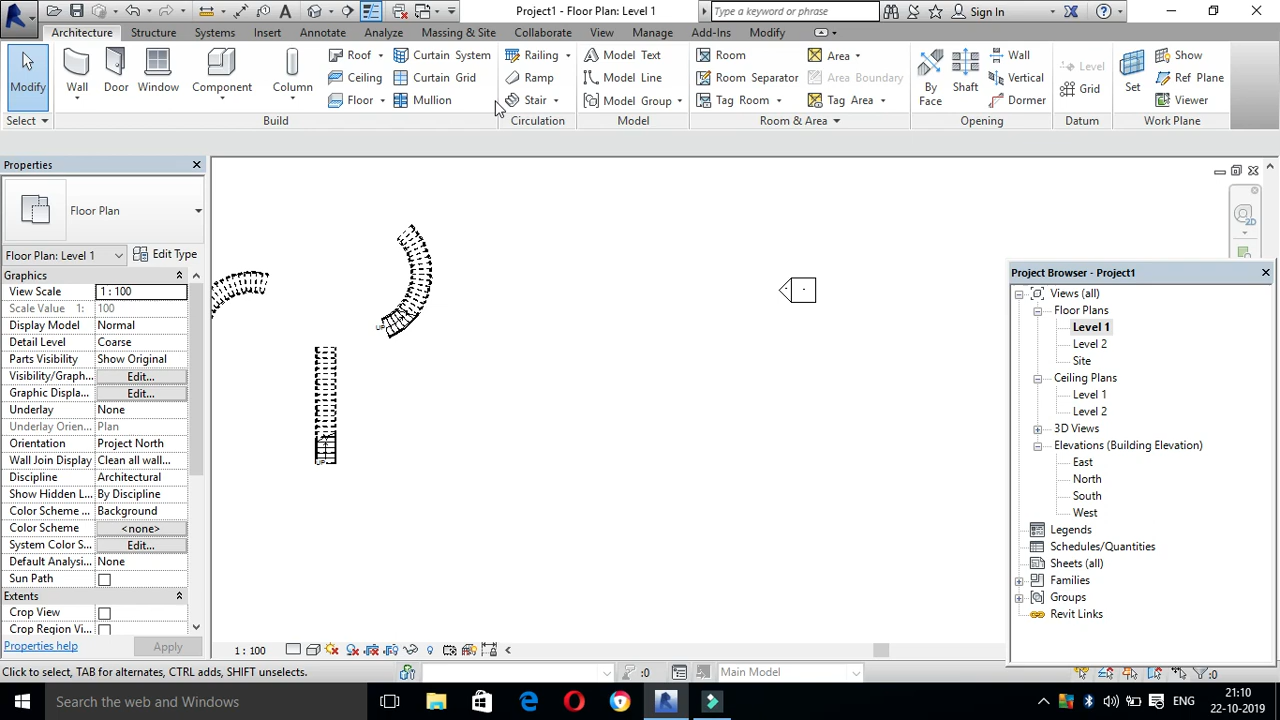 Project1 - Floor Plan: Level 1
Type a keyword or phrase
Sign In
Architecture
Structure
Systems
Insert
Annotate
Analyze
Massing & Site
Collaborate
View
Manage
Add-Ins
Modify
Modify
Wall
Door
Window
Component
Column
Roof
Ceiling
Floor
Curtain System
Curtain Grid
Mullion
Railing
Ramp
Stair
Model Text
Model Line
Model Group
Room
Room Separator
Tag Room
Area
Area Boundary
Tag Area
By
Face
Shaft
Wall
Vertical
Dormer
Level
Grid
Set
Show
Ref Plane
Viewer
Select
Build
Circulation
Model
Room & Area
Opening
Datum
Work Plane
Properties
Floor Plan
Floor Plan: Level 1
Edit Type
Graphics
View Scale 1 : 100
Scale Value 1: 100
Display Model Normal
Detail Level Coarse
Parts Visibility Show Original
Visibility/Graph... Edit...
Graphic Displa... Edit...
Underlay None
Underlay Orien... Plan
Orientation Project North
Wall Join Display Clean all wall...
Discipline Architectural
Show Hidden L... By Discipline
Color Scheme ... Background
Color Scheme <none>
System Color S... Edit...
Default Analysi... None
Sun Path
Extents
Crop View
Crop Region Vi...
Properties help
Apply
UP
UP
Project Browser - Project1
Views (all)
Floor Plans
Level 1
Level 2
Site
Ceiling Plans
Level 1
Level 2
3D Views
Elevations (Building Elevation)
East
North
South
West
Legends
Schedules/Quantities
Sheets (all)
Families
Groups
Revit Links
1 : 100
Click to select, TAB for alternates, CTRL adds, SHIFT unselects.
:0
Main Model
:0
Search the web and Windows
ENG
21:10
22-10-2019